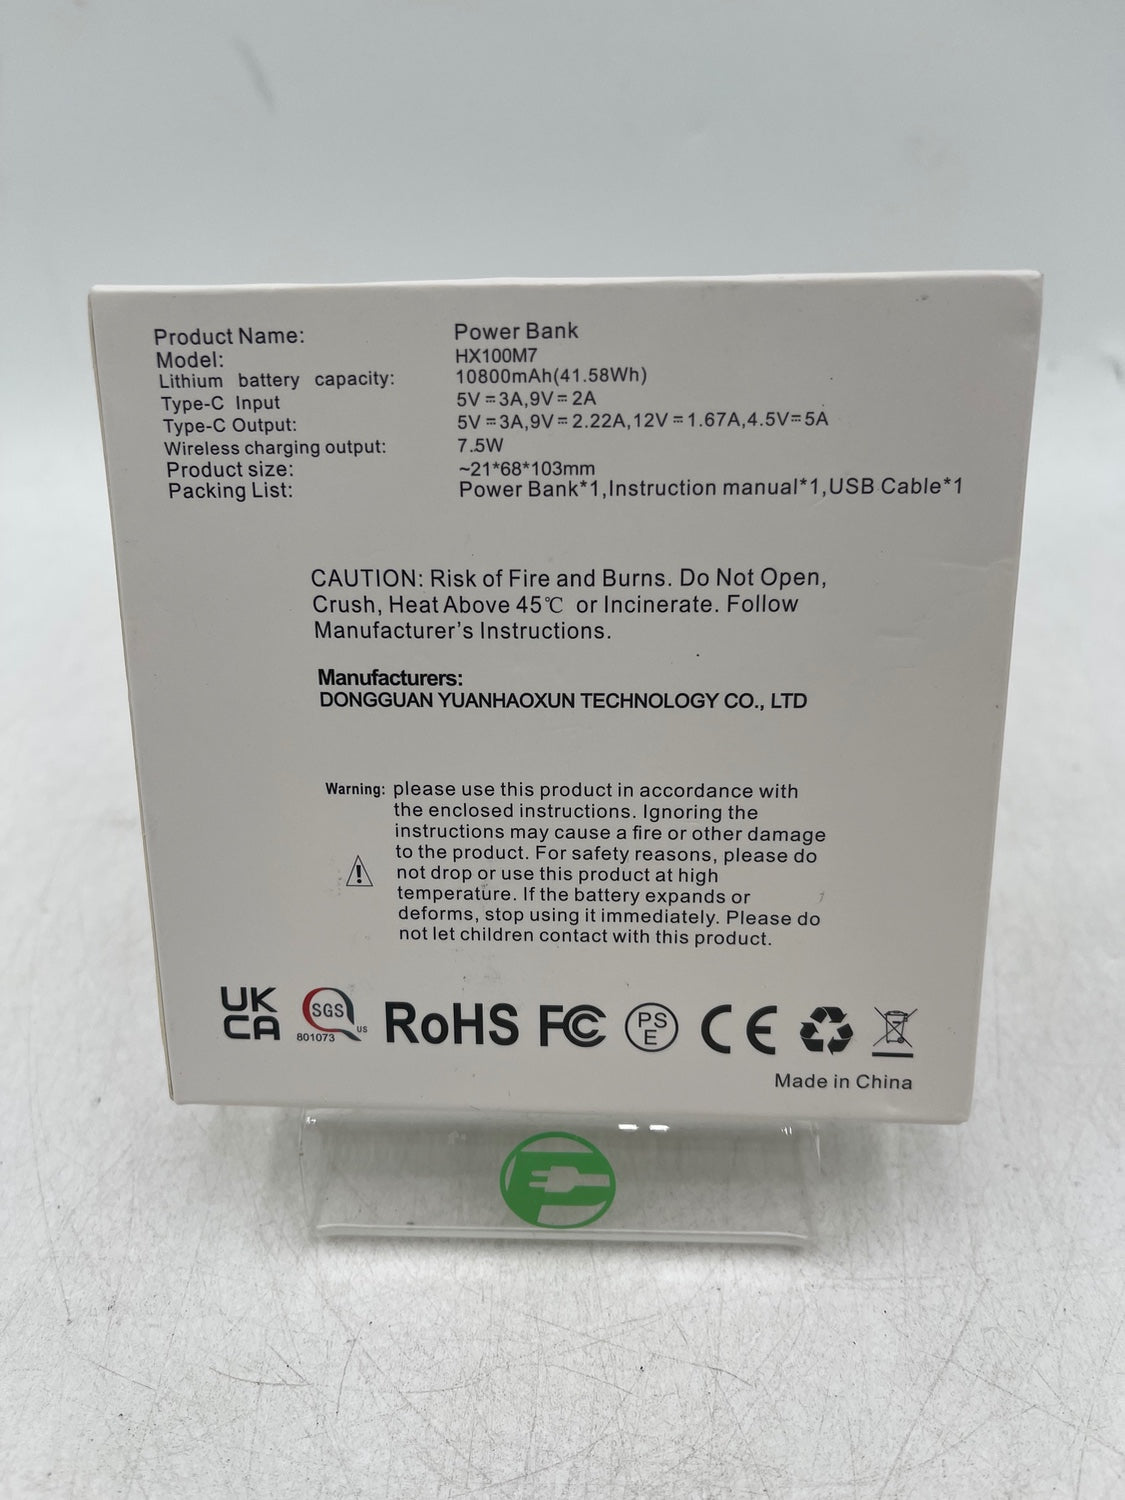 Product Name: Power Bank
Model: HX100M7
Lithium battery capacity: 10800mAh(41.58Wh)
Type-C Input 5V⎓3A,9V⎓2A
Type-C Output: 5V⎓3A,9V⎓2.22A,12V⎓1.67A,4.5V⎓5A
Wireless charging output: 7.5W
Product size: ~21*68*103mm
Packing List: Power Bank*1,Instruction manual*1,USB Cable*1
CAUTION: Risk of Fire and Burns. Do Not Open,
Crush, Heat Above 45℃ or Incinerate. Follow
Manufacturer's Instructions.
Manufacturers:
DONGGUAN YUANHAOXUN TECHNOLOGY CO., LTD
Warning: please use this product in accordance with
the enclosed instructions. Ignoring the
instructions may cause a fire or other damage
to the product. For safety reasons, please do
not drop or use this product at high
temperature. If the battery expands or
deforms, stop using it immediately. Please do
not let children contact with this product.
UK
CA
SGS
US
801073
RoHS FC PS
E CE
Made in China